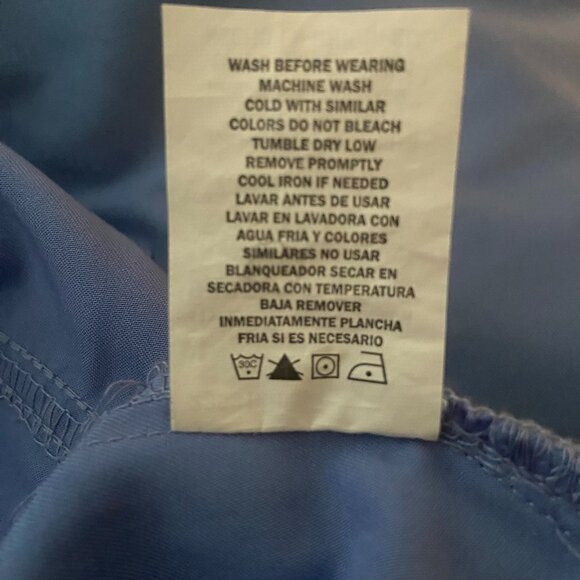 WASH BEFORE WEARING
MACHINE WASH
COLD WITH SIMILAR
COLORS DO NOT BLEACH
TUMBLE DRY LOW
REMOVE PROMPTLY
COOL IRON IF NEEDED
LAVAR ANTES DE USAR
LAVAR EN LAVADORA CON
AGUA FRIA Y COLORES
SIMILARES NO USAR
BLANQUEADOR SECAR EN
SECADORA CON TEMPERATURA
BAJA REMOVER
INMEDIATAMENTE PLANCHA
FRIA SI ES NECESARIO
30C